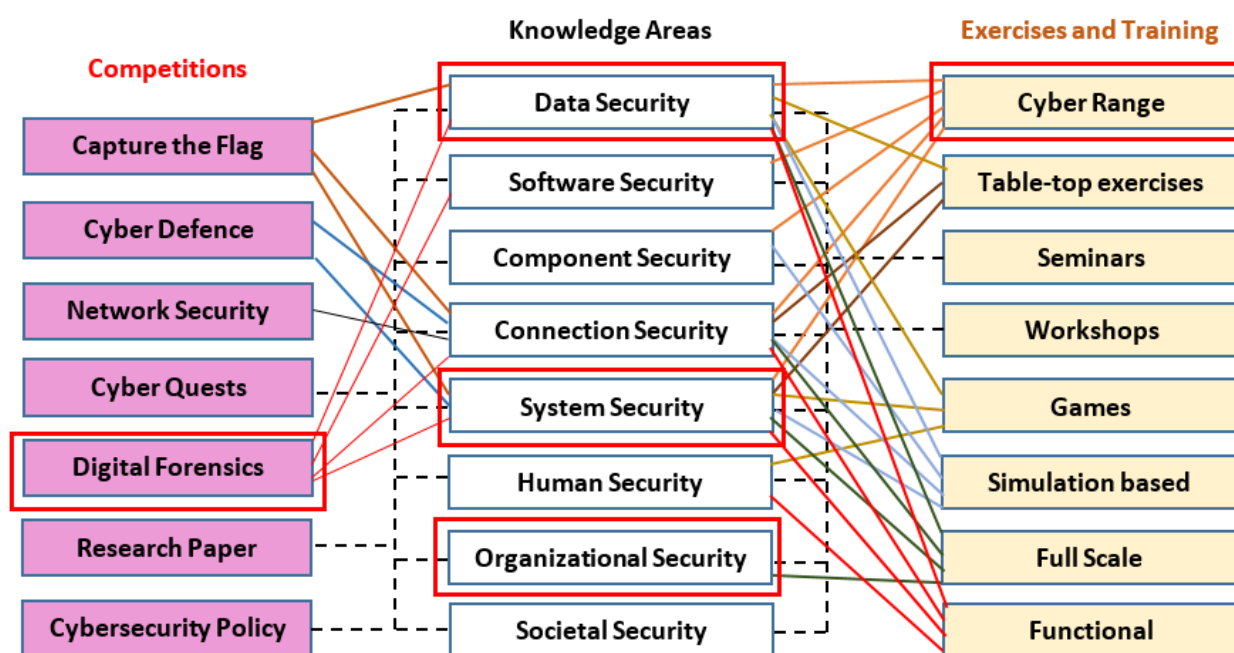 Knowledge Areas
Exercises and Training
Competitions
Data Security
Cyber Range
Capture the Flag
Software Security
Table-top exercises
Cyber Defence
Component Security
Seminars
Network Security
Connection Security
Workshops
Cyber Quests
System Security
Games
Digital Forensics
Human Security
Simulation based
Research Paper
Organizational Security
Full Scale
Cybersecurity Policy
Societal Security
Functional